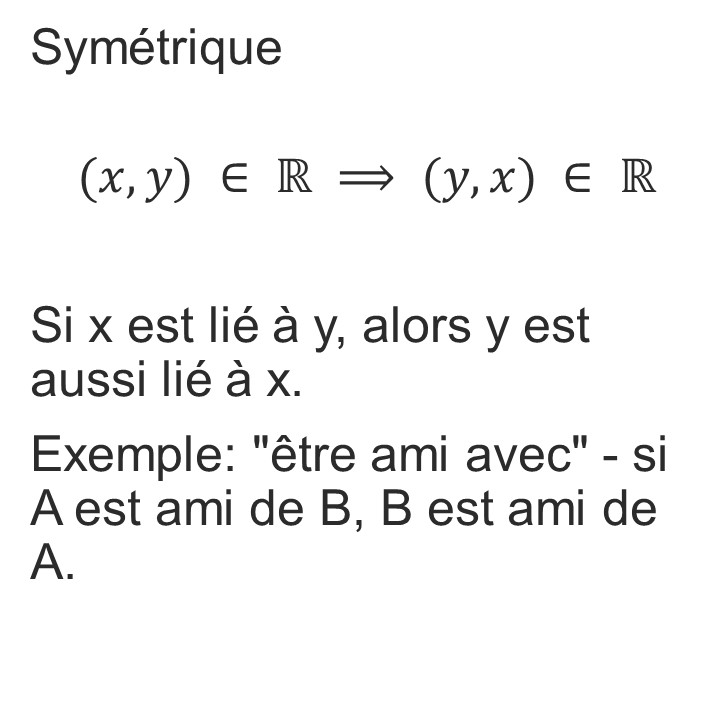 Symétrique
(x, y) ∈ ℝ ⟹ (y, x) ∈ ℝ
Si x est lié à y, alors y est
aussi lié à x.
Exemple: "être ami avec" - si
A est ami de B, B est ami de
A.